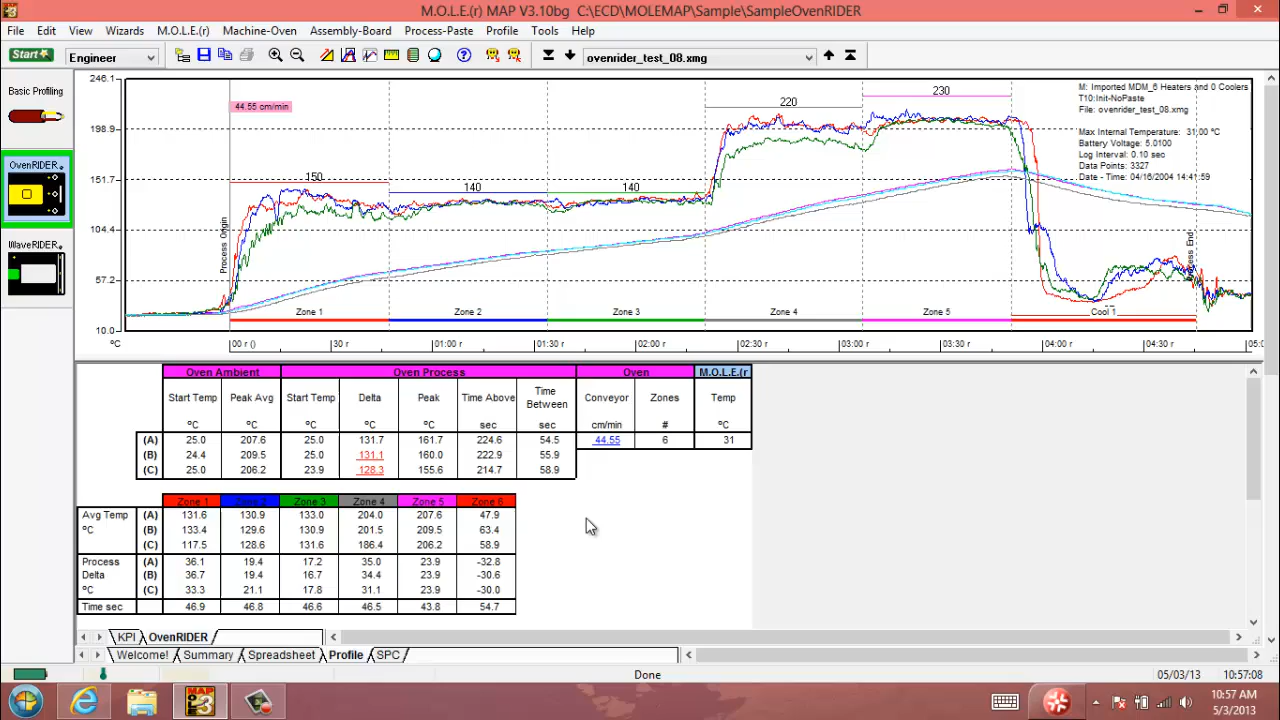 M.O.L.E.(r) MAP V3.10bg C:\ECD\MOLEMAP\Sample\SampleOvenRIDER
File Edit View Wizards M.O.L.E.(r) Machine-Oven Assembly-Board Process-Paste Profile Tools Help
Start Engineer ovenrider_test_08.xmg
Basic Profiling
OvenRIDER
WaveRIDER
246.1
198.9
151.7
104.4
57.2
10.0
ºC
44.55 cm/min
150 140 140 220 230
Process Origin
Process End
M: Imported MDM_6 Heaters and 0 Coolers
T10:Init-NoPaste
File: ovenrider_test_08.xmg
Max Internal Temperature: 31.00 ºC
Battery Voltage: 5.0100
Log Interval: 0.10 sec
Data Points: 3327
Date - Time: 04/16/2004 14:41:59
Zone 1 Zone 2 Zone 3 Zone 4 Zone 5 Cool 1
00 r () 30 r 01:00 r 01:30 r 02:00 r 02:30 r 03:00 r 03:30 r 04:00 r 04:30 r 05:0
Oven Ambient Oven Process Oven M.O.L.E.(r
Start Temp Peak Avg Start Temp Delta Peak Time Above Time Between Conveyor Zones Temp
ºC ºC ºC ºC ºC sec sec cm/min # ºC
(A) 25.0 207.6 25.0 131.7 161.7 224.6 54.5 44.55 6 31
(B) 24.4 209.5 25.0 131.1 160.0 222.9 55.9
(C) 25.0 206.2 23.9 128.3 155.6 214.7 58.9
Zone 1 Zone 2 Zone 3 Zone 4 Zone 5 Zone 6
Avg Temp (A) 131.6 130.9 133.0 204.0 207.6 47.9
ºC (B) 133.4 129.6 130.9 201.5 209.5 63.4
(C) 117.5 128.6 131.6 186.4 206.2 58.9
Process (A) 36.1 19.4 17.2 35.0 23.9 -32.8
Delta (B) 36.7 19.4 16.7 34.4 23.9 -30.6
ºC (C) 33.3 21.1 17.8 31.1 23.9 -30.0
Time sec 46.9 46.8 46.6 46.5 43.8 54.7
KPI OvenRIDER
Welcome! Summary Spreadsheet Profile SPC
Done 05/03/13 10:57:08
10:57 AM
5/3/2013